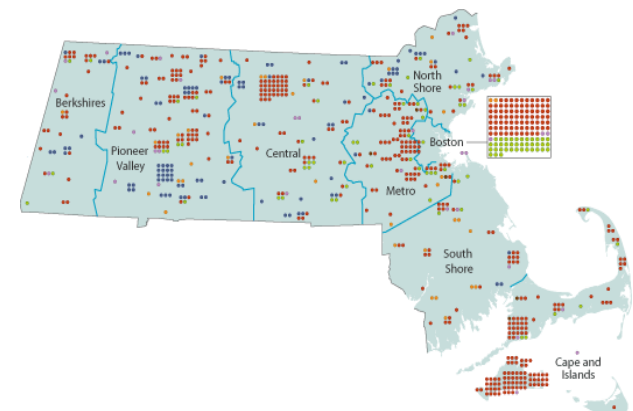 North
Shore
Berkshires
Boston
Pioneer
Valley
Central
Metro
South
Shore
Cape and
Islands